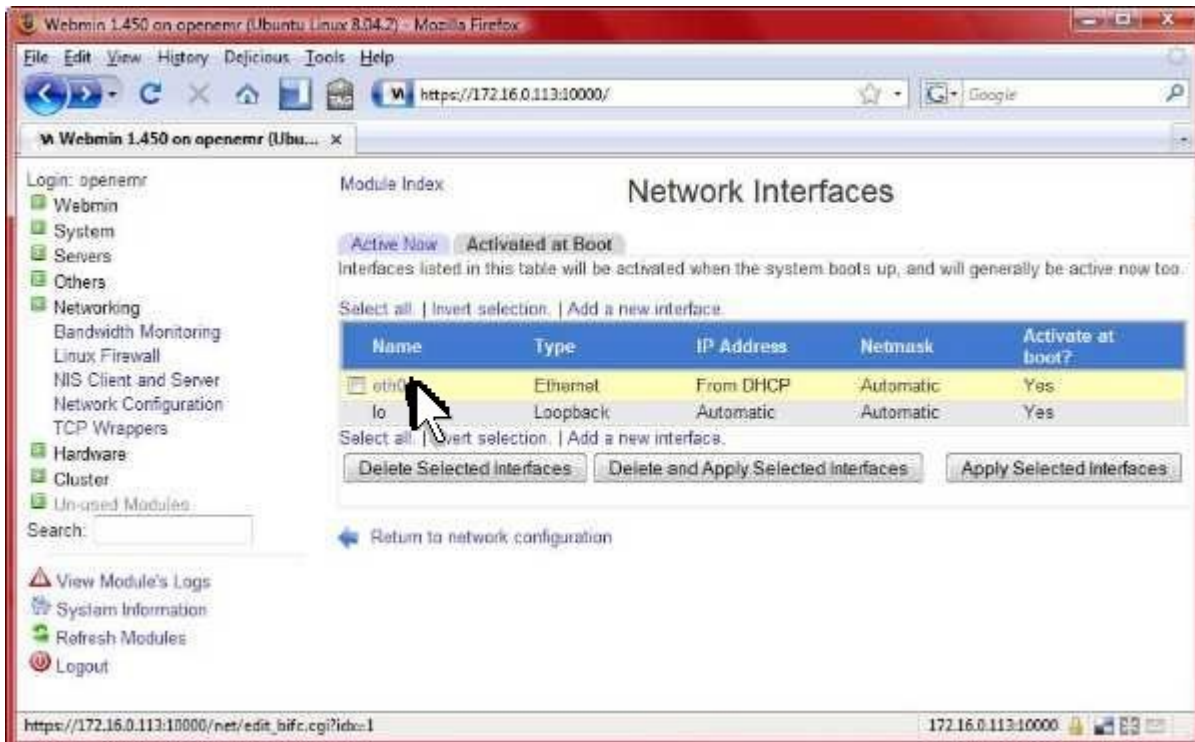 Webmin 1.450 on openemr (Ubuntu Linux 8.04.2) - Mozilla Firefox
File Edit View History Delicious Tools Help
https://172.16.0.113:10000/
Google
Webmin 1.450 on openemr (Ubu...
Login: openemr
Webmin
System
Servers
Others
Networking
Bandwidth Monitoring
Linux Firewall
NIS Client and Server
Network Configuration
TCP Wrappers
Hardware
Cluster
Un-used Modules
Search:
View Module's Logs
System Information
Refresh Modules
Logout
Module Index
Network Interfaces
Active Now Activated at Boot
Interfaces listed in this table will be activated when the system boots up, and will generally be active now too.
Select all. | Invert selection. | Add a new interface.
Name Type IP Address Netmask Activate at boot?
eth0 Ethernet From DHCP Automatic Yes
lo Loopback Automatic Automatic Yes
Select all. | Invert selection. | Add a new interface.
Delete Selected Interfaces Delete and Apply Selected Interfaces Apply Selected Interfaces
Return to network configuration
https://172.16.0.113:10000/net/edit_bifc.cgi?idx=1
172.16.0.113:10000